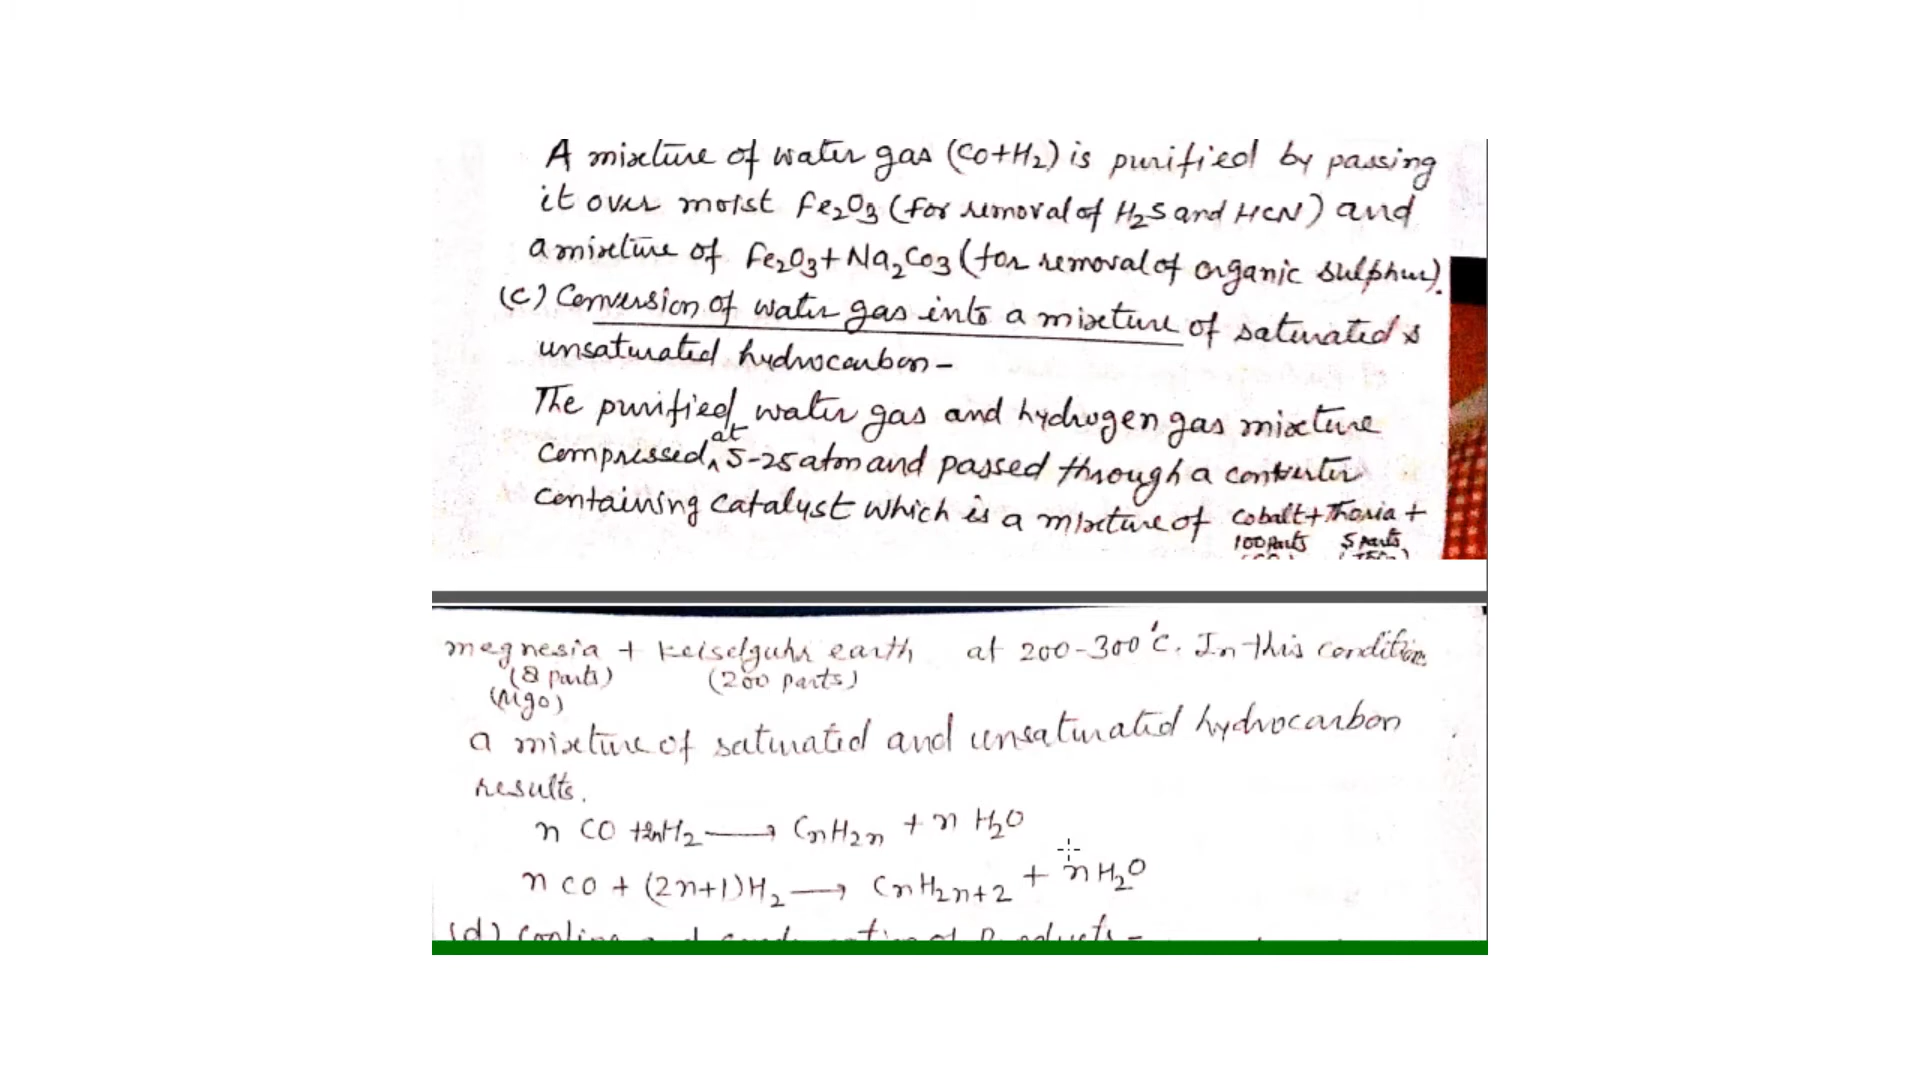 A mixture of water gas (CO+H₂) is purified by passing
it over moist Fe₂O₃ (for removal of H₂S and HCN) and
a mixture of Fe₂O₃ + Na₂CO₃ (for removal of organic sulphur).
(c) Conversion of water gas into a mixture of saturated &
unsaturated hydrocarbon –
The purified water gas and hydrogen gas mixture
at
compressed 5-25 atm and passed through a converter
containing catalyst which is a mixture of cobalt + Thoria +
100 parts 5 parts
megnesia + keiselguhr earth at 200-300°C. In this condition
(8 parts) (200 parts)
(MgO)
a mixture of saturated and unsaturated hydrocarbon
results.
n CO + 2nH₂ ⟶ CnH₂n + n H₂O
n CO + (2n+1)H₂ ⟶ CnH₂n+2 + n H₂O
(d) Cooling and of Products –